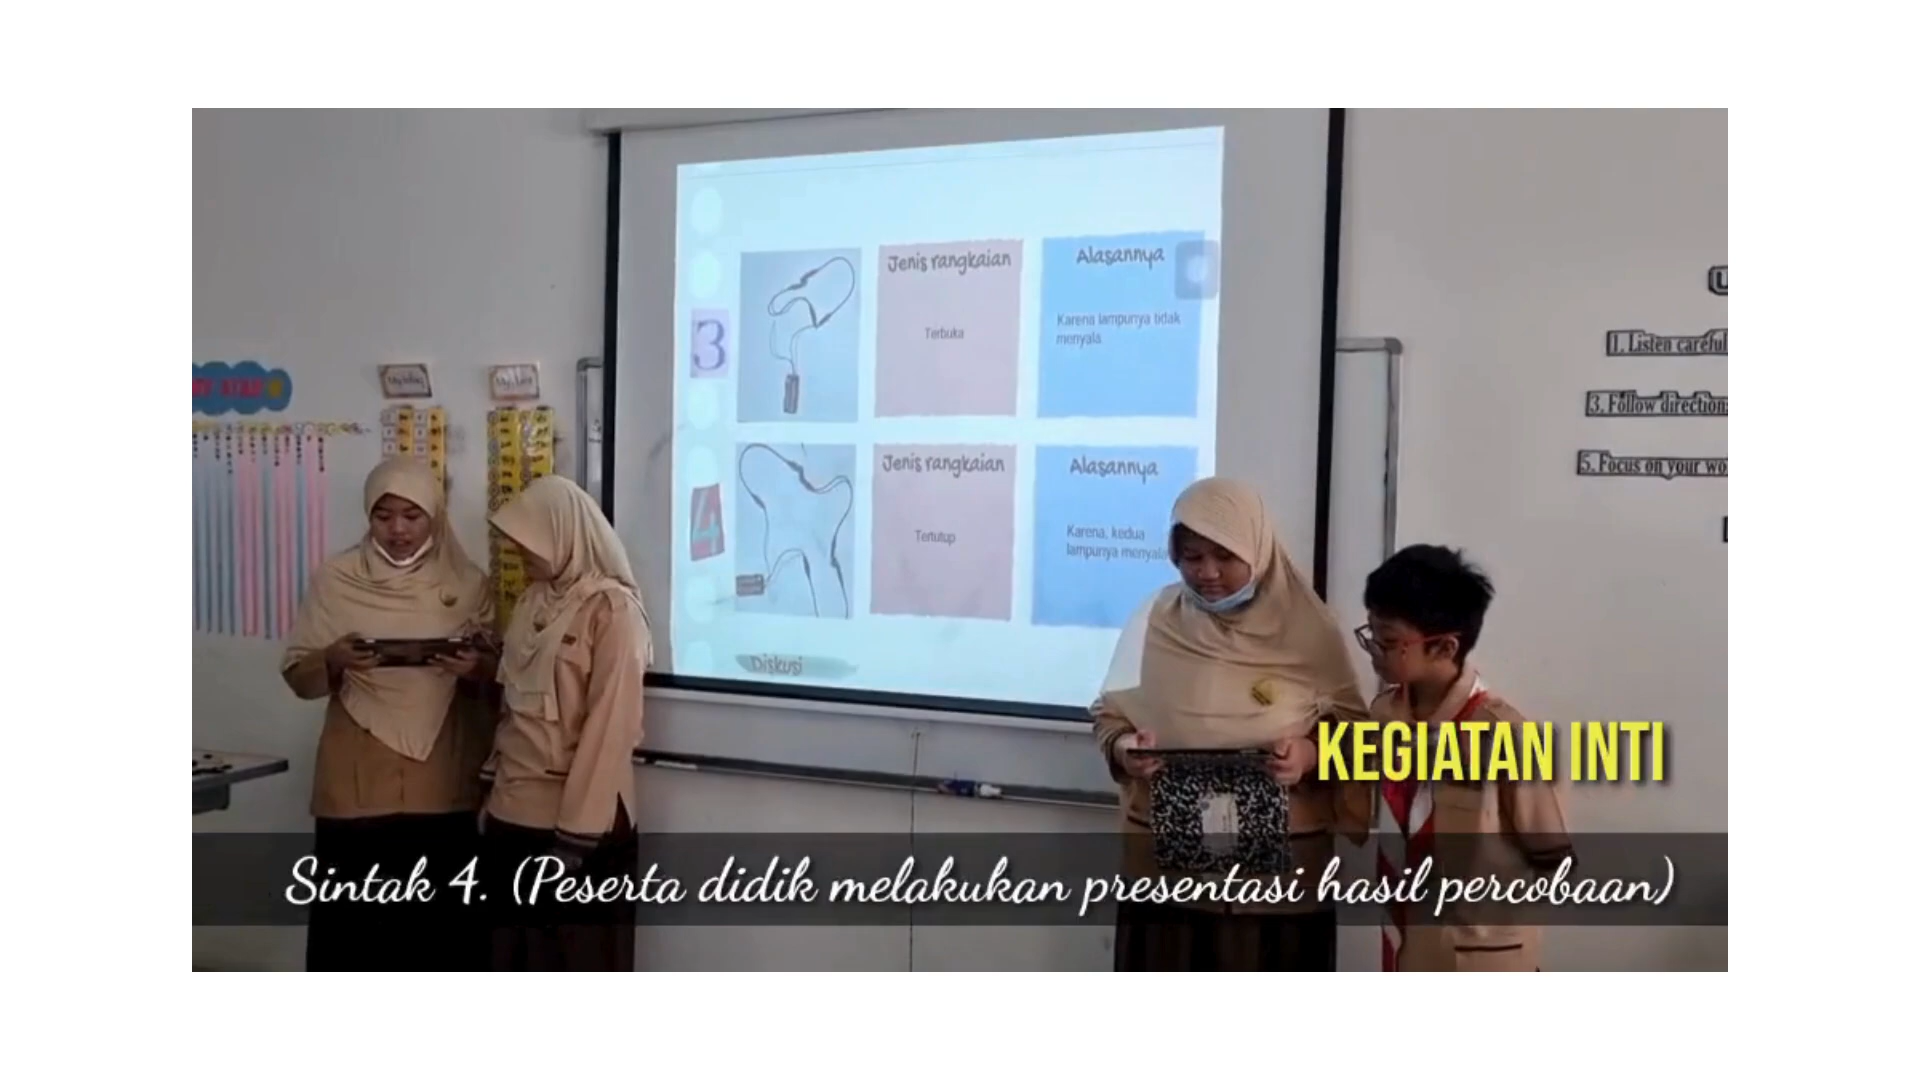 Jenis rangkaian
Alasannya
3
Terbuka
Karena lampunya tidak
menyala
Jenis rangkaian
Alasannya
4
Tertutup
Karena, kedua
lampunya menyala
Diskusi
1. Listen careful
3. Follow direction
5. Focus on your wo
KEGIATAN INTI
Sintak 4. (Peserta didik melakukan presentasi hasil percobaan)